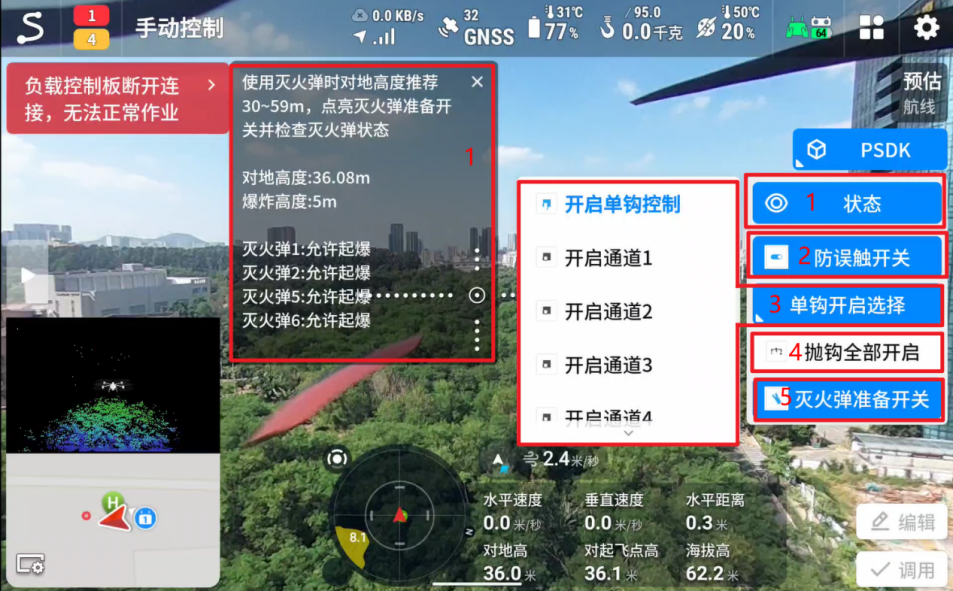 1
4
手动控制
0.0 KB/s
32
GNSS
31℃
77%
/95.0
0.0千克
50℃
20%
64
负载控制板断开连
接，无法正常作业
使用灭火弹时对地高度推荐
30~59m，点亮灭火弹准备开
关并检查灭火弹状态
对地高度:36.08m
爆炸高度:5m
灭火弹1:允许起爆
灭火弹2:允许起爆
灭火弹5:允许起爆
灭火弹6:允许起爆
1
预估
航线
PSDK
1 状态
2 防误触开关
3 单钩开启选择
4 抛钩全部开启
5 灭火弹准备开关
开启单钩控制
开启通道1
开启通道2
开启通道3
开启通道4
H
1
8.1
N
2.4米/秒
水平速度
0.0米/秒
垂直速度
0.0米/秒
水平距离
0.3米
对地高
36.0米
对起飞点高
36.1米
海拔高
62.2米
编辑
调用